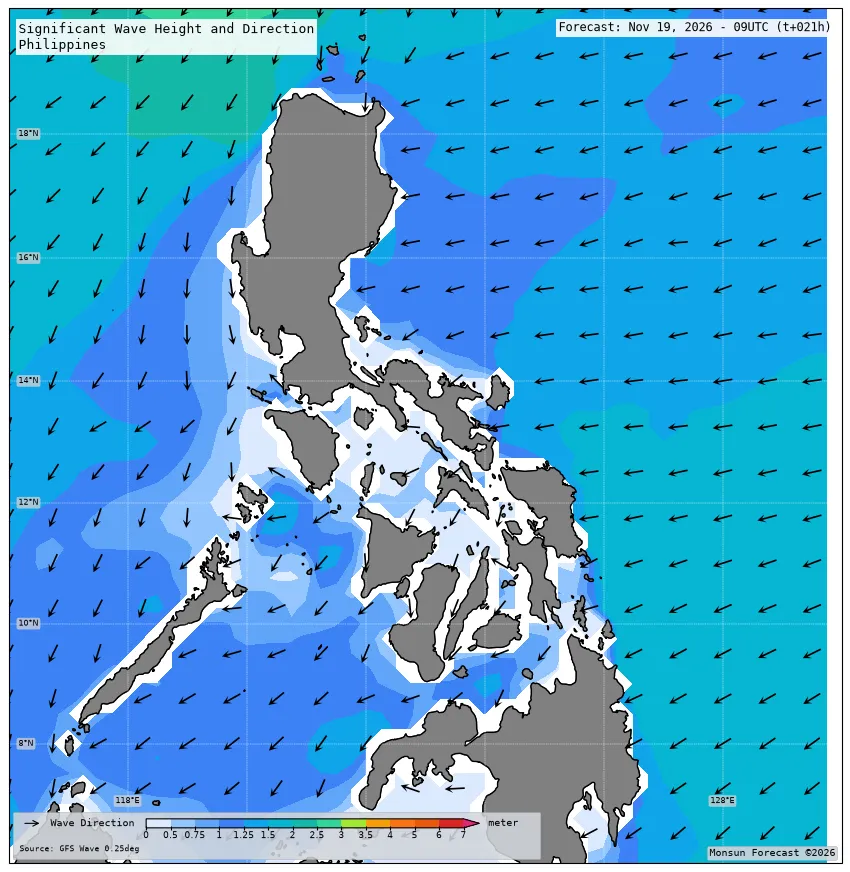 Significant Wave Height and Direction
Philippines
Forecast: Nov 19, 2026 - 09UTC (t+021h)
18°N
16°N
14°N
12°N
10°N
8°N
118°E
128°E
Wave Direction
0 0.5 0.75 1 1.25 1.5 2 2.5 3 3.5 4 5 6 7
meter
Source: GFS Wave 0.25deg
Monsun Forecast ©2026